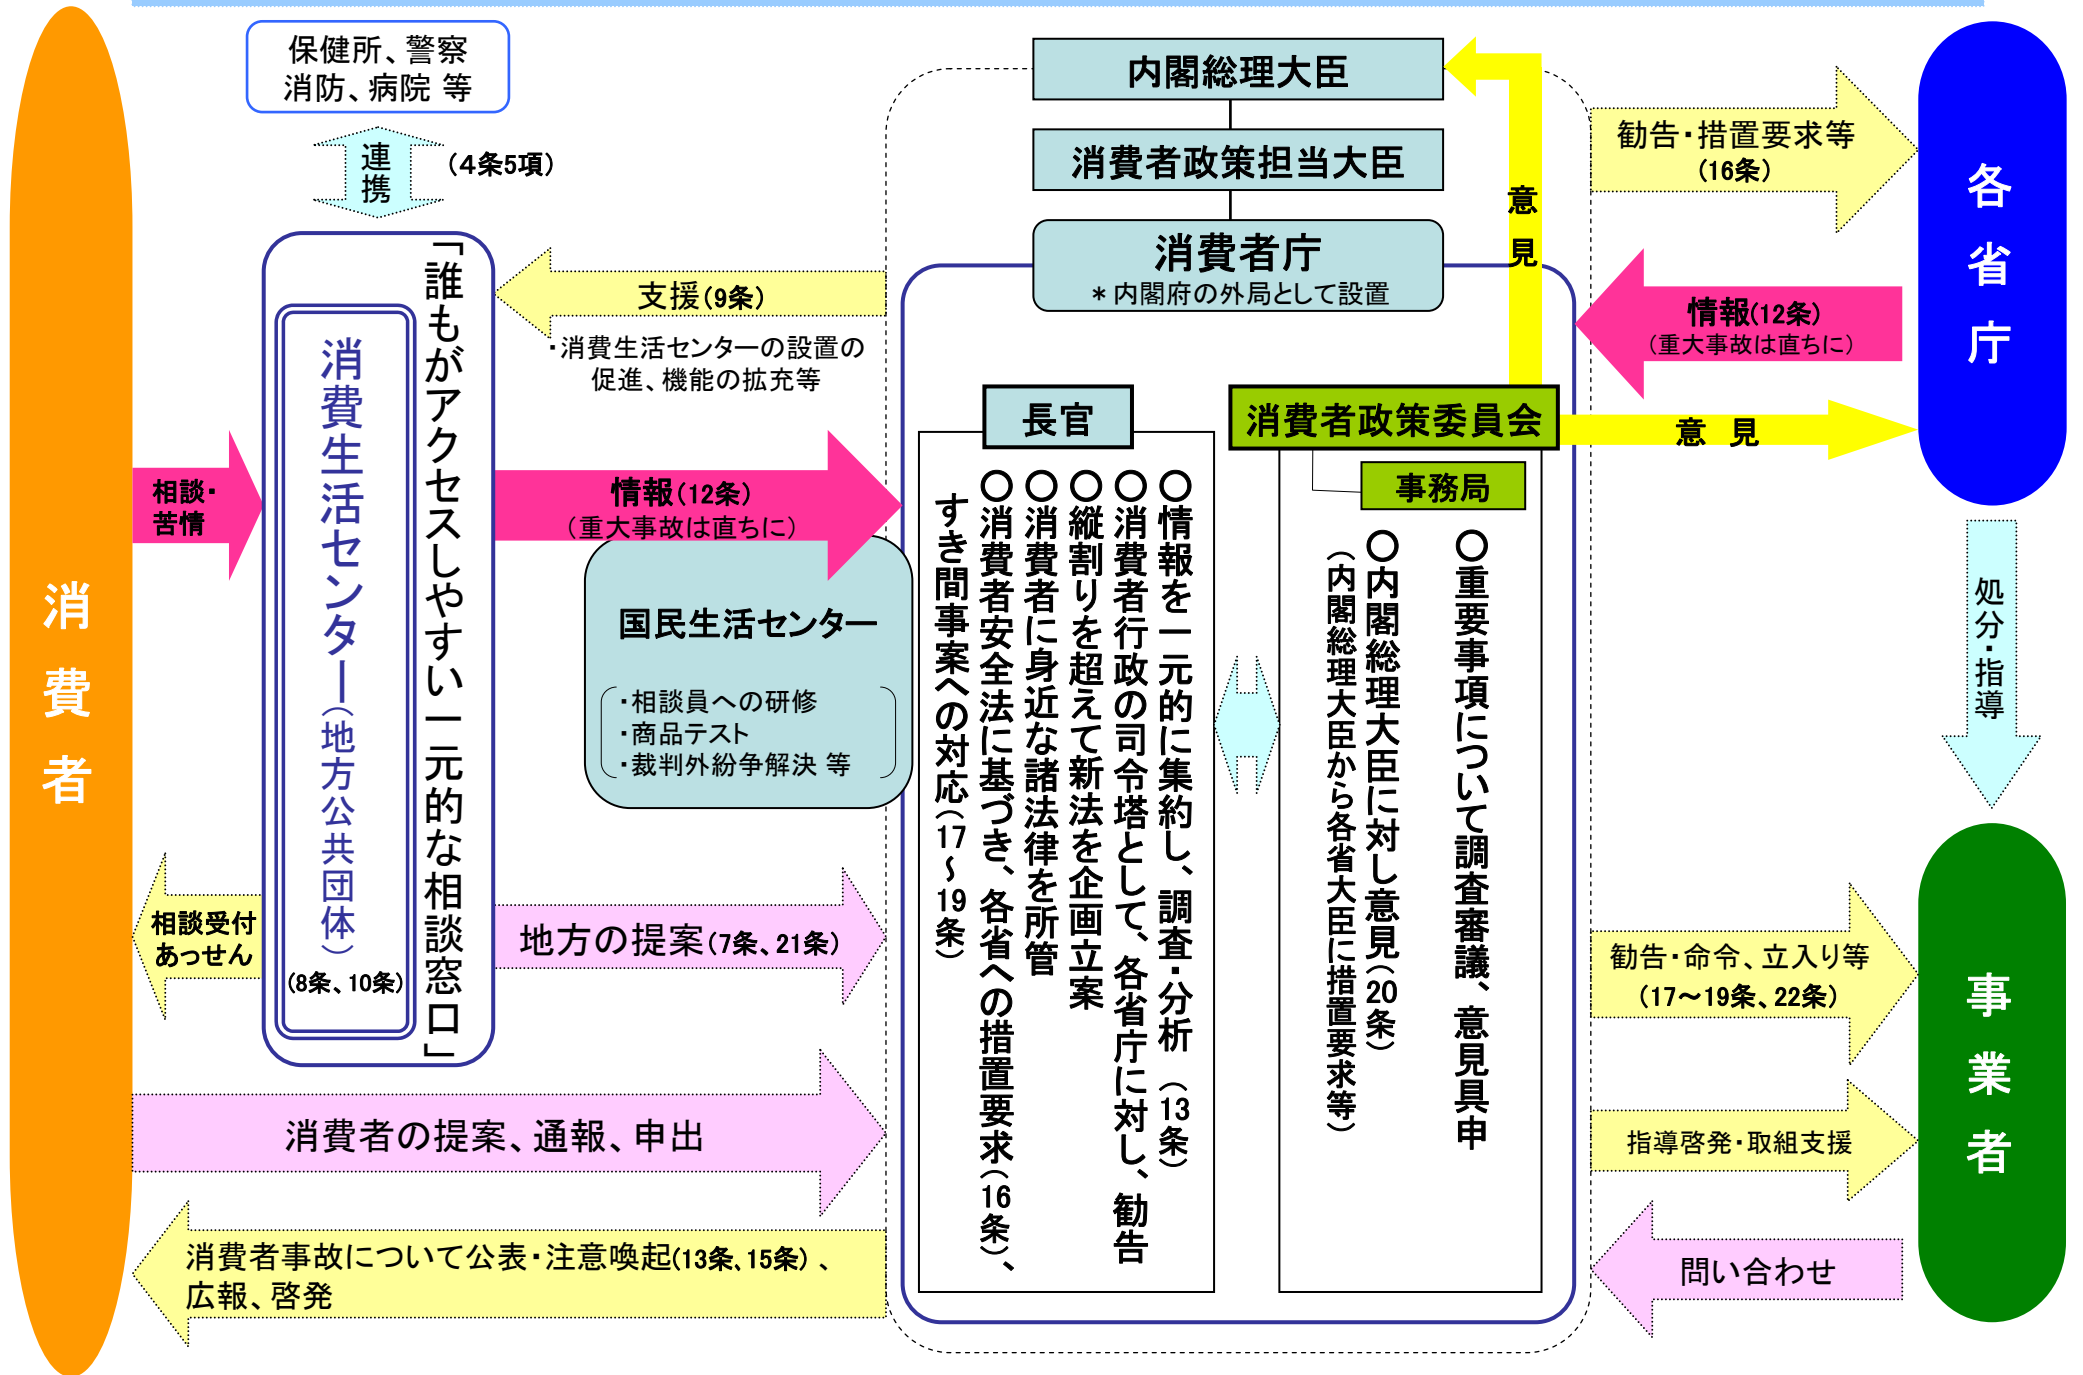 保健所、警察
消防、病院 等
連携
(4条5項)
消費者
「誰もがアクセスしやすい一元的な相談窓口」
消費生活センター(地方公共団体)
(8条、10条)
相談・
苦情
相談受付
あっせん
支援(9条)
・消費生活センターの設置の
促進、機能の拡充等
情報(12条)
(重大事故は直ちに)
国民生活センター
・相談員への研修
・商品テスト
・裁判外紛争解決 等
地方の提案(7条、21条)
消費者の提案、通報、申出
消費者事故について公表・注意喚起(13条、15条) 、
広報、啓発
内閣総理大臣
消費者政策担当大臣
消費者庁
*内閣府の外局として設置
意見
長官
○情報を一元的に集約し、調査・分析 (13条)
○消費者行政の司令塔として、各省庁に対し、勧告
○縦割りを超えて新法を企画立案
○消費者に身近な諸法律を所管
○消費者安全法に基づき、各省への措置要求(16条)、
すき間事案への対応(17~19条)
消費者政策委員会
事務局
○重要事項について調査審議、意見具申
○内閣総理大臣に対し意見(20条)
(内閣総理大臣から各省大臣に措置要求等)
勧告・措置要求等
(16条)
情報(12条)
(重大事故は直ちに)
意 見
各省庁
処分・指導
勧告・命令、立入り等
(17~19条、22条)
指導啓発・取組支援
問い合わせ
事業者